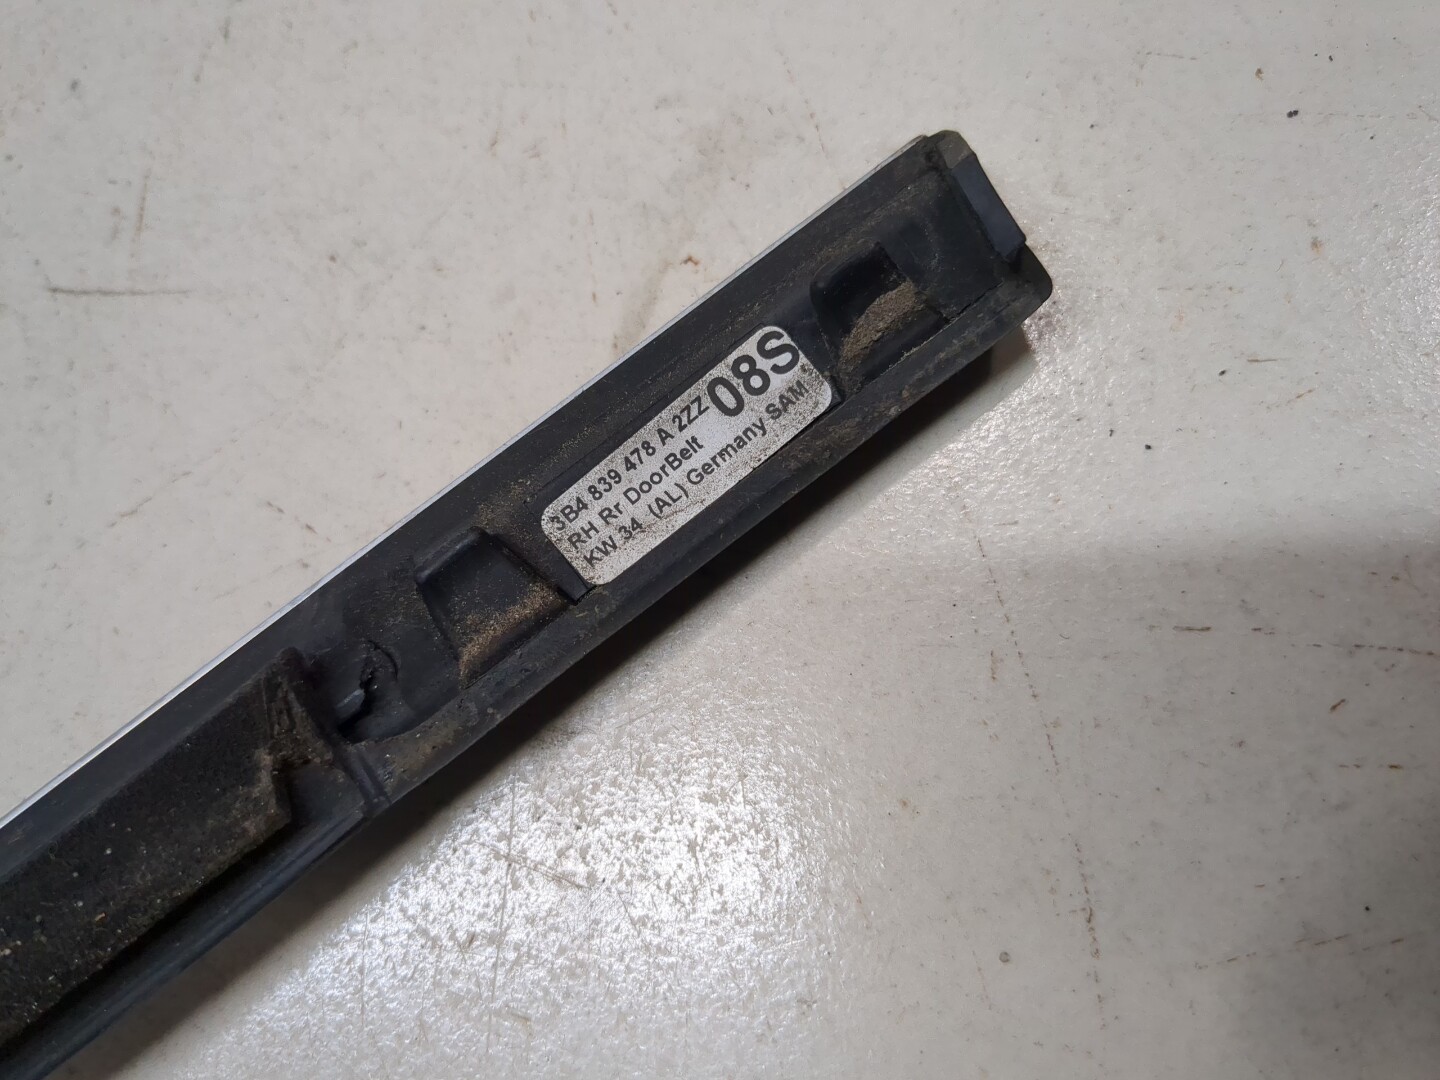 3B4 839 478 A 2ZZ 08S
RH Rr DoorBelt
KW 34 (AL) Germany SAM